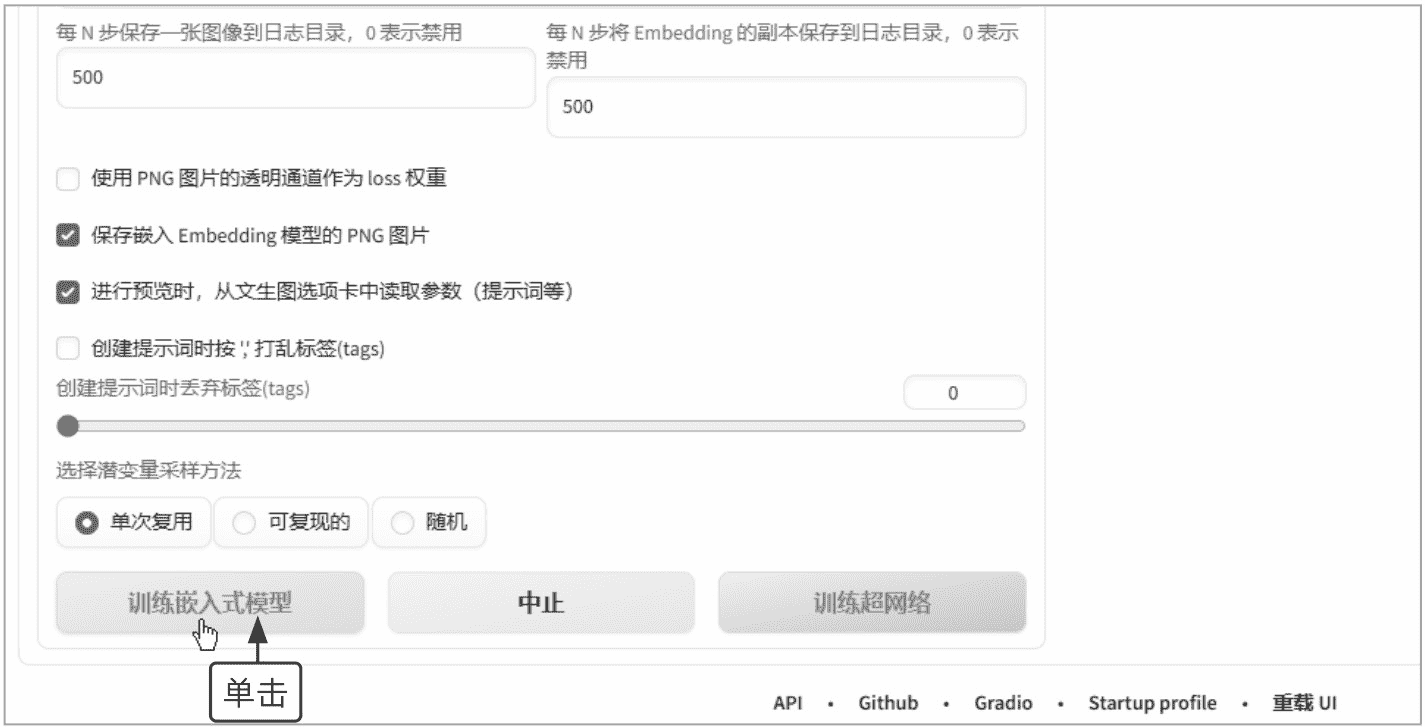 每 N 步保存一张图像到日志目录，0 表示禁用
500
每 N 步将 Embedding 的副本保存到日志目录，0 表示
禁用
500
使用 PNG 图片的透明通道作为 loss 权重
保存嵌入 Embedding 模型的 PNG 图片
进行预览时，从文生图选项卡中读取参数（提示词等）
创建提示词时按 ',' 打乱标签(tags)
创建提示词时丢弃标签(tags)
0
选择潜变量采样方法
单次复用 可复现的 随机
训练嵌入式模型 中止 训练超网络
单击
API • Github • Gradio • Startup profile • 重载 UI